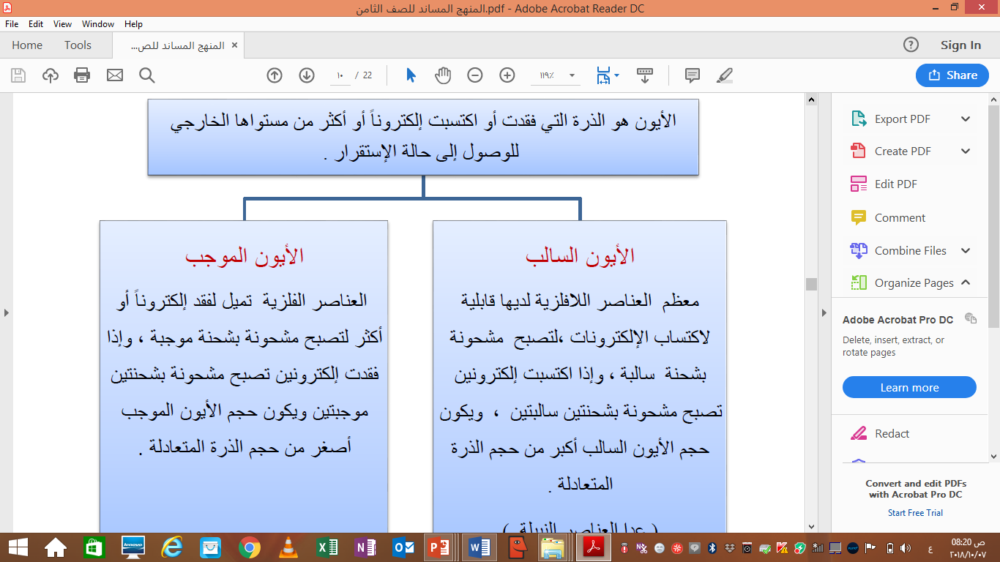 المنهج المساند للصف الثامن.pdf - Adobe Acrobat Reader DC
File Edit View Window Help
Home Tools المنهج المساند للص... × Sign In
١٠ / 22 ١١٩٪ Share
الأيون هو الذرة التي فقدت أو اكتسبت إلكتروناً أو أكثر من مستواها الخارجي
للوصول إلى حالة الإستقرار .
الأيون السالب
معظم العناصر اللافلزية لديها قابلية
لاكتساب الإلكترونات ،لتصبح مشحونة
بشحنة سالبة ، وإذا اكتسبت إلكترونين
تصبح مشحونة بشحنتين سالبتين ، ويكون
حجم الأيون السالب أكبر من حجم الذرة
المتعادلة .
( عدا العناصر النبيلة )
الأيون الموجب
العناصر الفلزية تميل لفقد إلكتروناً أو
أكثر لتصبح مشحونة بشحنة موجبة ، وإذا
فقدت إلكترونين تصبح مشحونة بشحنتين
موجبتين ويكون حجم الأيون الموجب
أصغر من حجم الذرة المتعادلة .
Export PDF
Create PDF
Edit PDF
Comment
Combine Files
Organize Pages
Adobe Acrobat Pro DC
Delete, insert, extract, or
rotate pages
Learn more
Redact
Convert and edit PDFs
with Acrobat Pro DC
Start Free Trial
ع
08:20 ص
٢٠١٨/١٠/٠٧